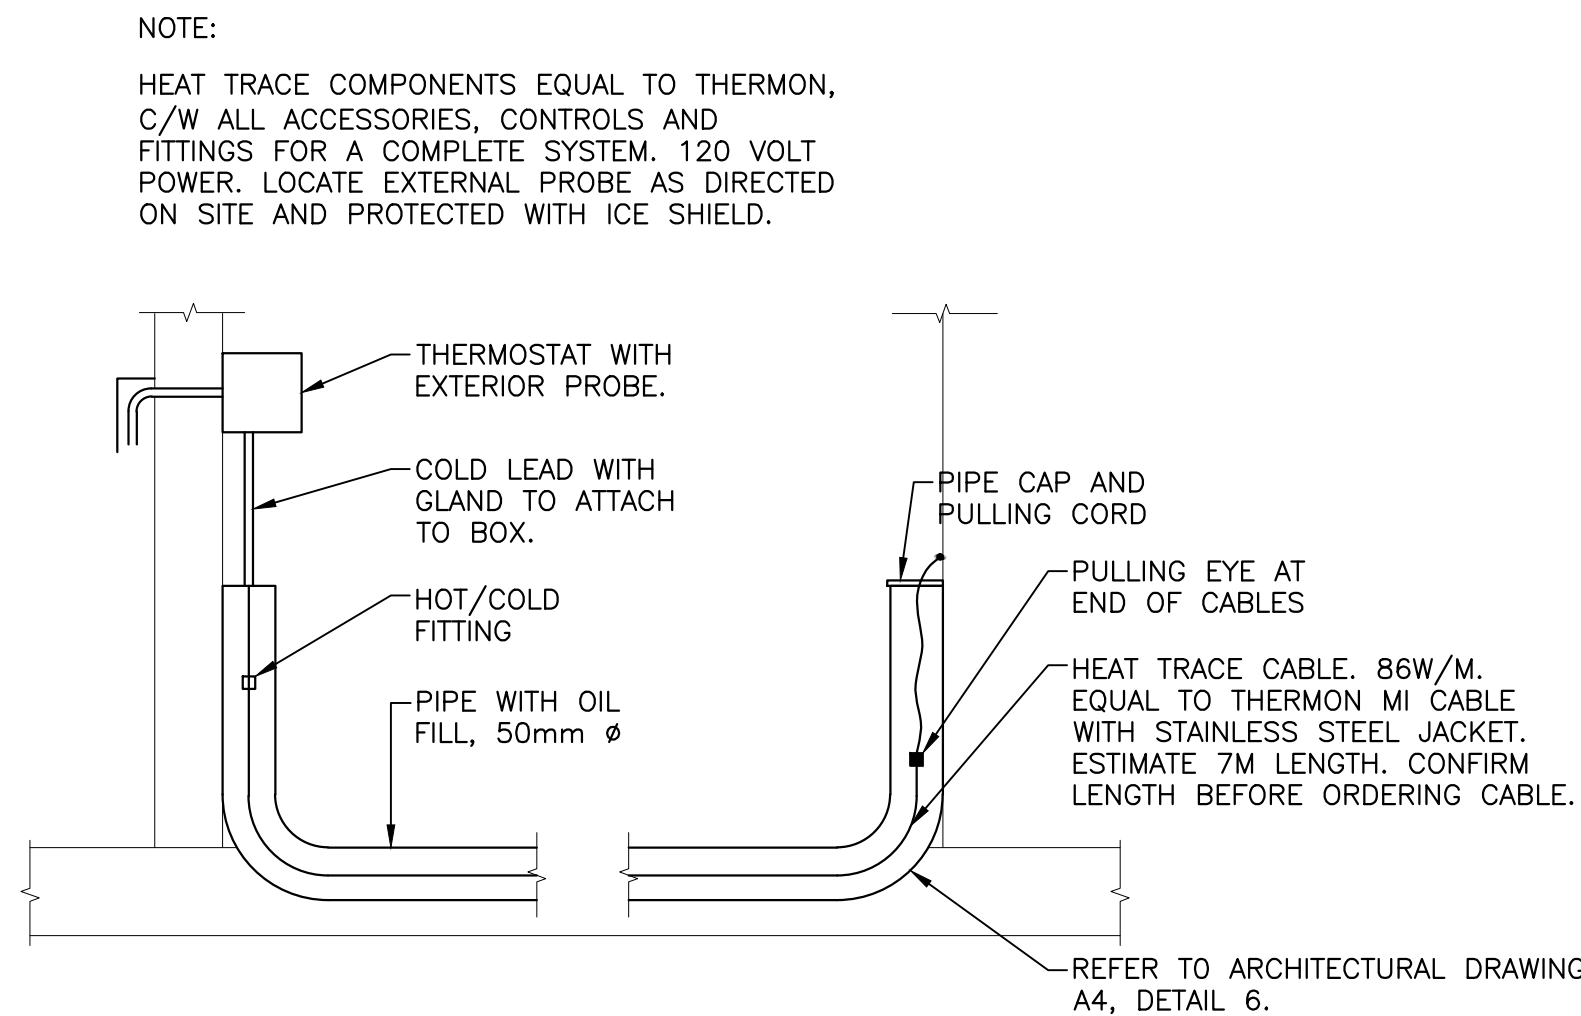 NOTE:
HEAT TRACE COMPONENTS EQUAL TO THERMON,
C/W ALL ACCESSORIES, CONTROLS AND
FITTINGS FOR A COMPLETE SYSTEM. 120 VOLT
POWER. LOCATE EXTERNAL PROBE AS DIRECTED
ON SITE AND PROTECTED WITH ICE SHIELD.
THERMOSTAT WITH
EXTERIOR PROBE.
COLD LEAD WITH
GLAND TO ATTACH
TO BOX.
HOT/COLD
FITTING
PIPE WITH OIL
FILL, 50mm ø
PIPE CAP AND
PULLING CORD
PULLING EYE AT
END OF CABLES
HEAT TRACE CABLE. 86W/M.
EQUAL TO THERMON MI CABLE
WITH STAINLESS STEEL JACKET.
ESTIMATE 7M LENGTH. CONFIRM
LENGTH BEFORE ORDERING CABLE.
REFER TO ARCHITECTURAL DRAWING
A4, DETAIL 6.